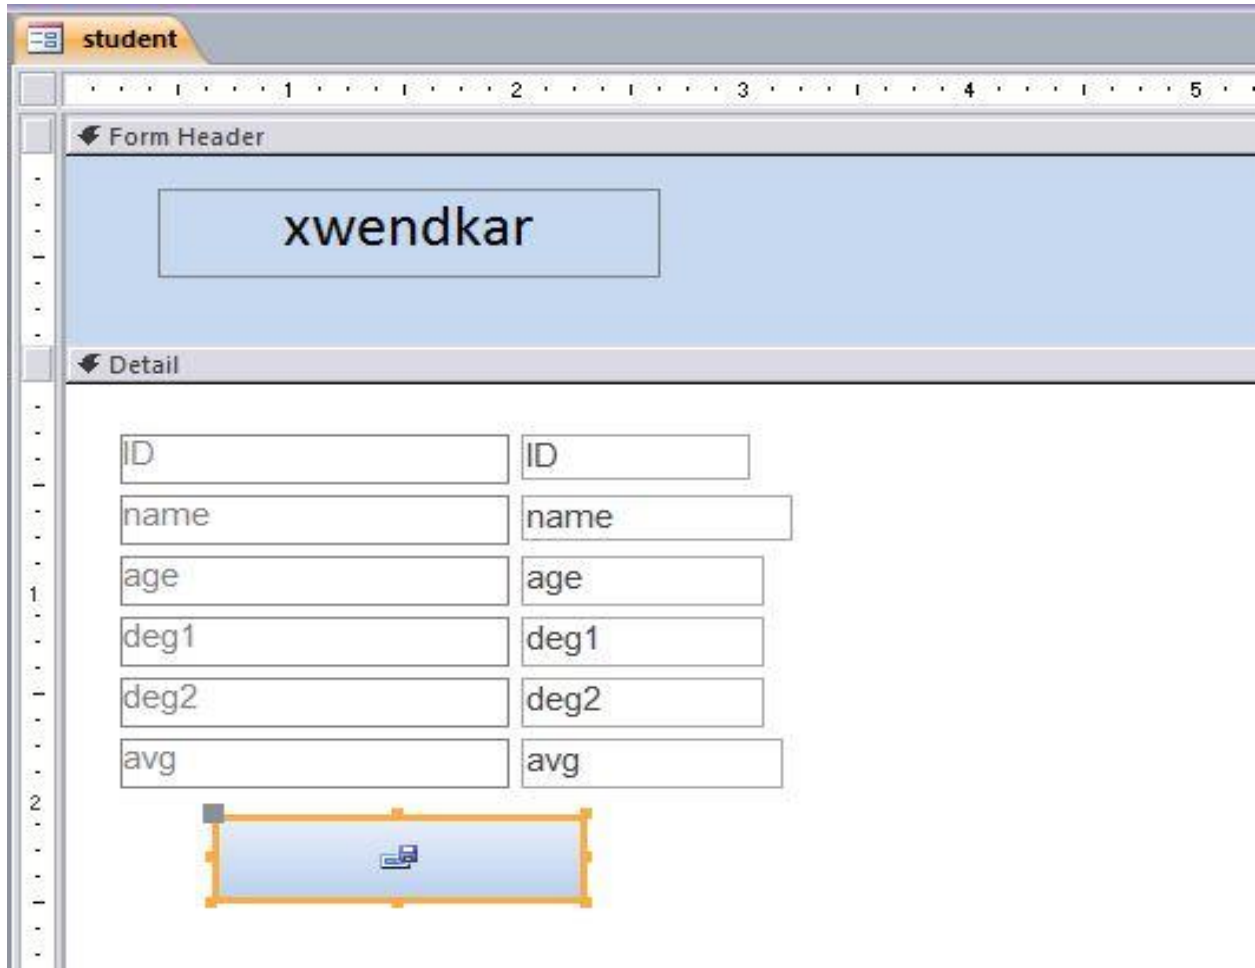 student
1 2 3 4 5
Form Header
xwendkar
Detail
ID ID
name name
age age
1
deg1 deg1
deg2 deg2
avg avg
2